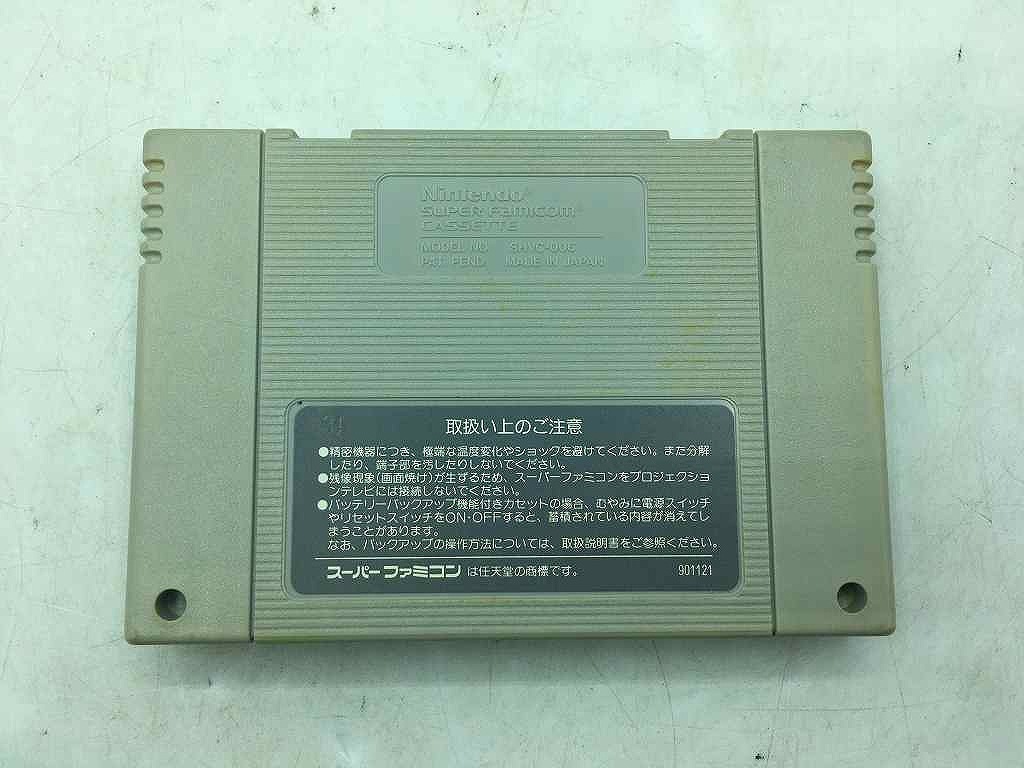 Nintendo®
SUPER FAMICOM®
CASSETTE
MODEL NO. SHVC-006
PAT. PEND. MADE IN JAPAN
取扱い上のご注意
●精密機器につき、極端な温度変化やショックを避けてください。また分解
したり、端子部を汚したりしないでください。
●残像現象(画面焼け)が生ずるため、スーパーファミコンをプロジェクショ
ンテレビには接続しないでください。
●バッテリーバックアップ機能付きカセットの場合、むやみに電源スイッチ
やリセットスイッチをON・OFFすると、蓄積されている内容が消えてし
まうことがあります。
なお、バックアップの操作方法については、取扱説明書をご参照ください。
スーパーファミコン は任天堂の商標です。 901121